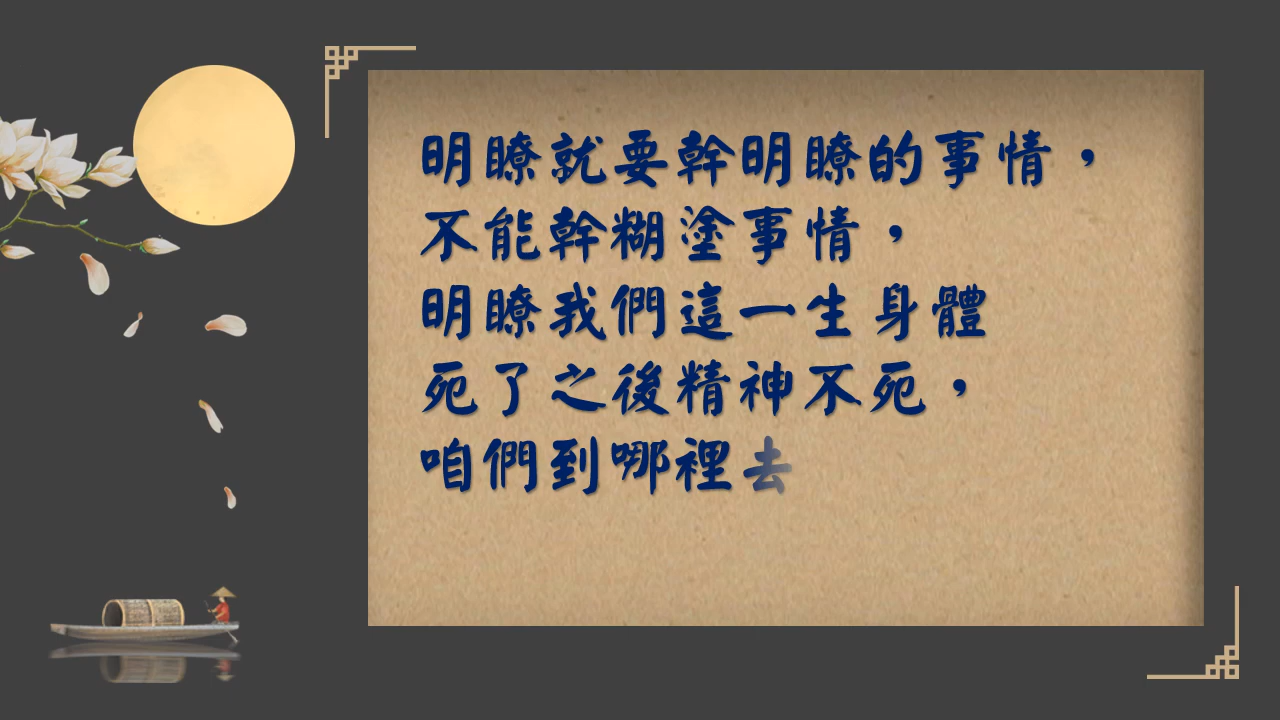 明瞭就要幹明瞭的事情，
不能幹糊塗事情，
明瞭我們這一生身體
死了之後精神不死，
咱們到哪裡去